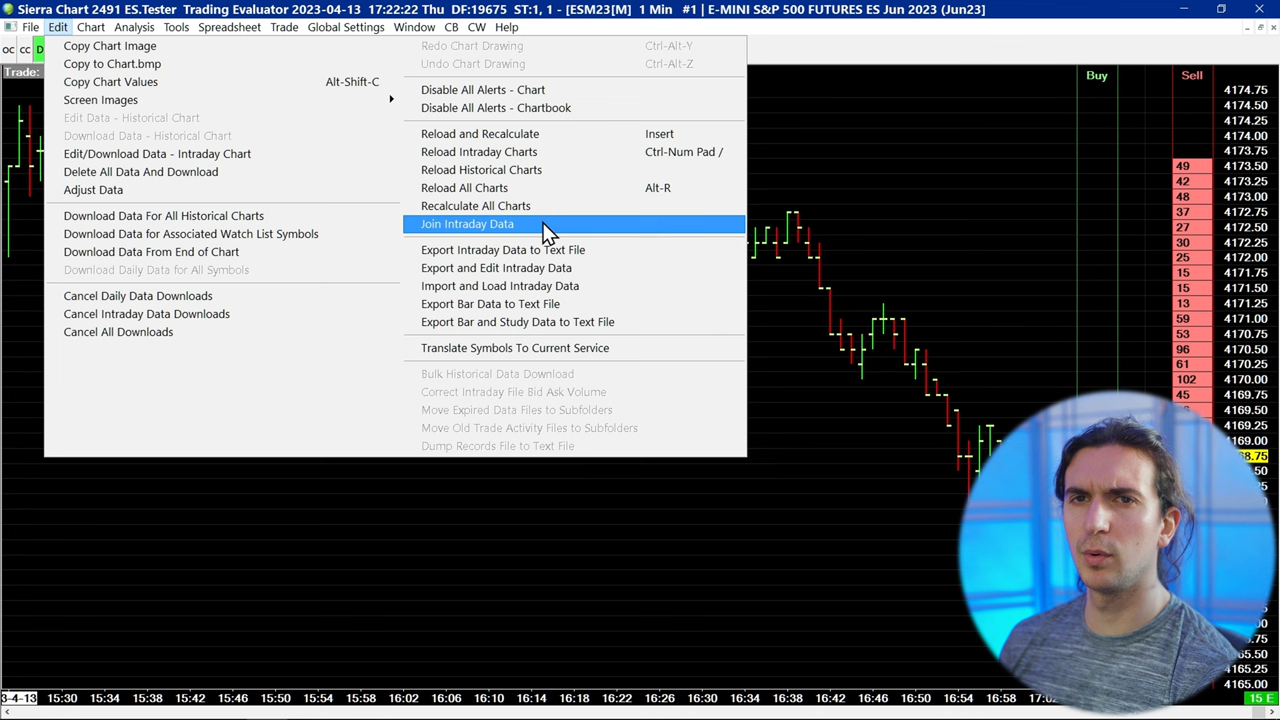 Sierra Chart 2491 ES.Tester Trading Evaluator 2023-04-13 17:22:22 Thu DF:19675 ST:1, 1 - [ESM23[M] 1 Min #1 | E-MINI S&P 500 FUTURES ES Jun 2023 (Jun23]
File Edit Chart Analysis Tools Spreadsheet Trade Global Settings Window CB CW Help
OC CC D
Trade:
Copy Chart Image
Copy to Chart.bmp
Copy Chart Values Alt-Shift-C
Screen Images
Edit Data - Historical Chart
Download Data - Historical Chart
Edit/Download Data - Intraday Chart
Delete All Data And Download
Adjust Data
Download Data For All Historical Charts
Download Data for Associated Watch List Symbols
Download Data From End of Chart
Download Daily Data for All Symbols
Cancel Daily Data Downloads
Cancel Intraday Data Downloads
Cancel All Downloads
Redo Chart Drawing Ctrl-Alt-Y
Undo Chart Drawing Ctrl-Alt-Z
Disable All Alerts - Chart
Disable All Alerts - Chartbook
Reload and Recalculate Insert
Reload Intraday Charts Ctrl-Num Pad /
Reload Historical Charts
Reload All Charts Alt-R
Recalculate All Charts
Join Intraday Data
Export Intraday Data to Text File
Export and Edit Intraday Data
Import and Load Intraday Data
Export Bar Data to Text File
Export Bar and Study Data to Text File
Translate Symbols To Current Service
Bulk Historical Data Download
Correct Intraday File Bid Ask Volume
Move Expired Data Files to Subfolders
Move Old Trade Activity Files to Subfolders
Dump Records File to Text File
Buy Sell
4174.75
4174.50
4174.25
4174.00
4173.75
49 4173.50
42 4173.25
48 4173.00
37 4172.75
27 4172.50
30 4172.25
25 4172.00
15 4171.75
15 4171.50
13 4171.25
59 4171.00
53 4170.75
96 4170.50
61 4170.25
102 4170.00
45 4169.75
4169.50
4169.25
4169.00
8.75
.50
.25
.00
.75
.50
4165.25
4165.00
3-4-13 15:30 15:34 15:38 15:42 15:46 15:50 15:54 15:58 16:02 16:06 16:10 16:14 16:18 16:22 16:26 16:30 16:34 16:38 16:42 16:46 16:50 16:54 16:58 17:02 15 E